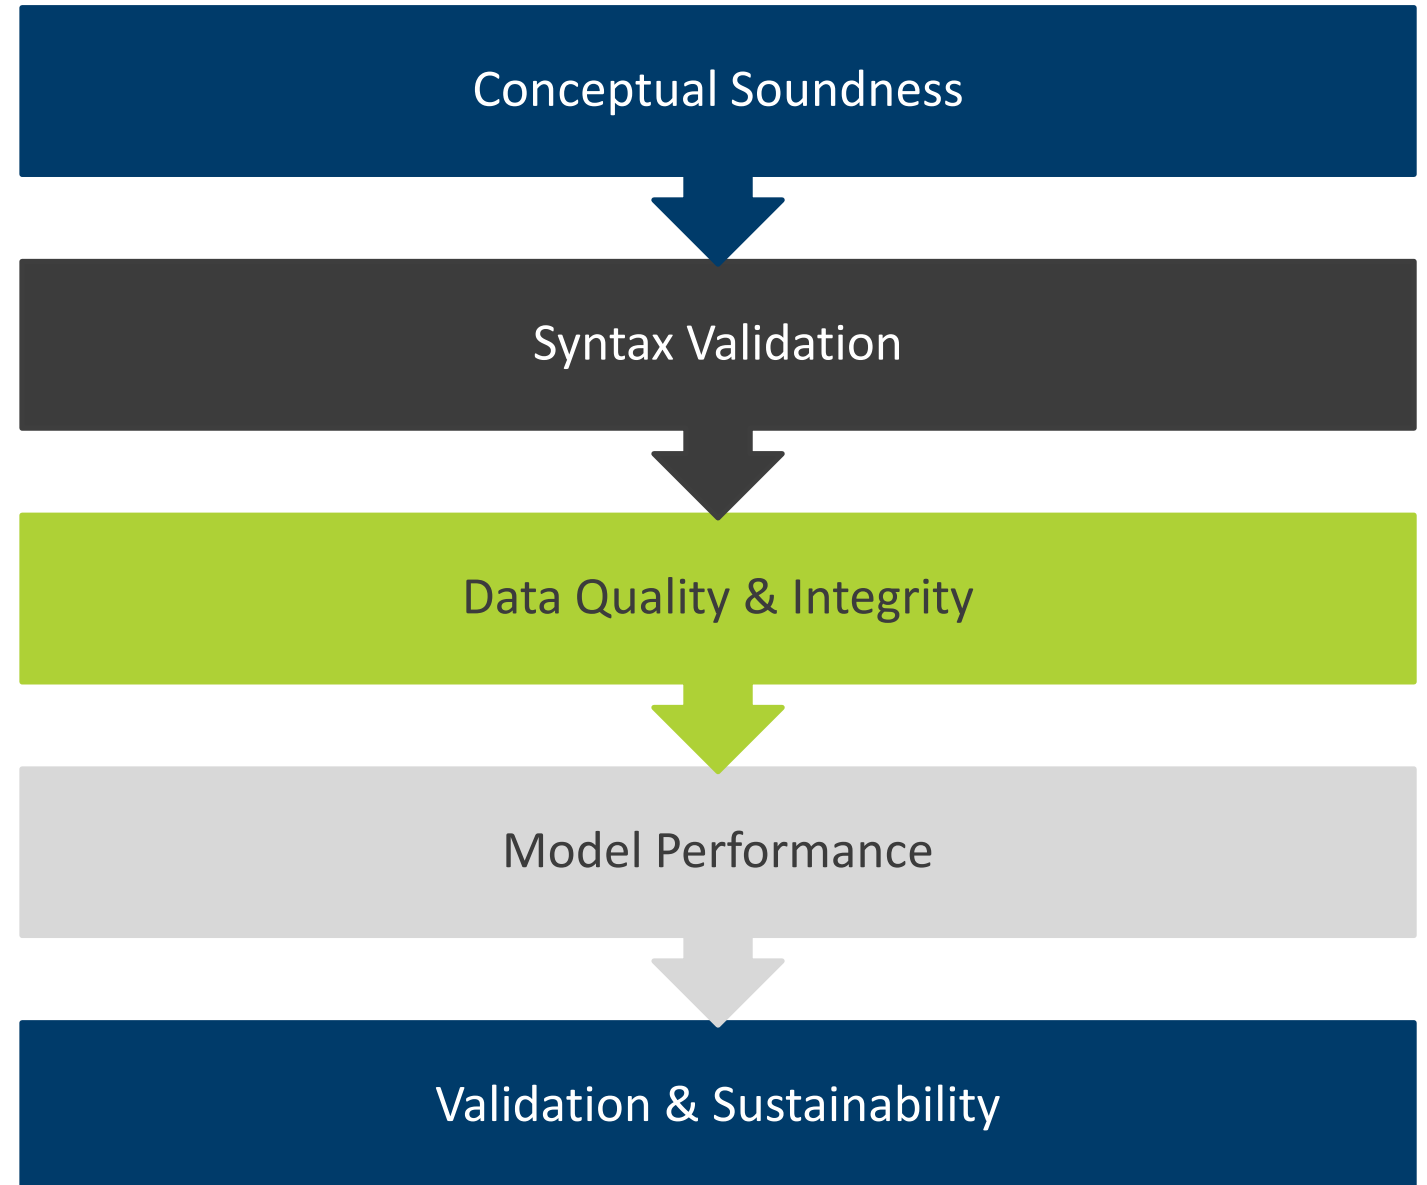 Conceptual Soundness
Syntax Validation
Data Quality & Integrity
Model Performance
Validation & Sustainability